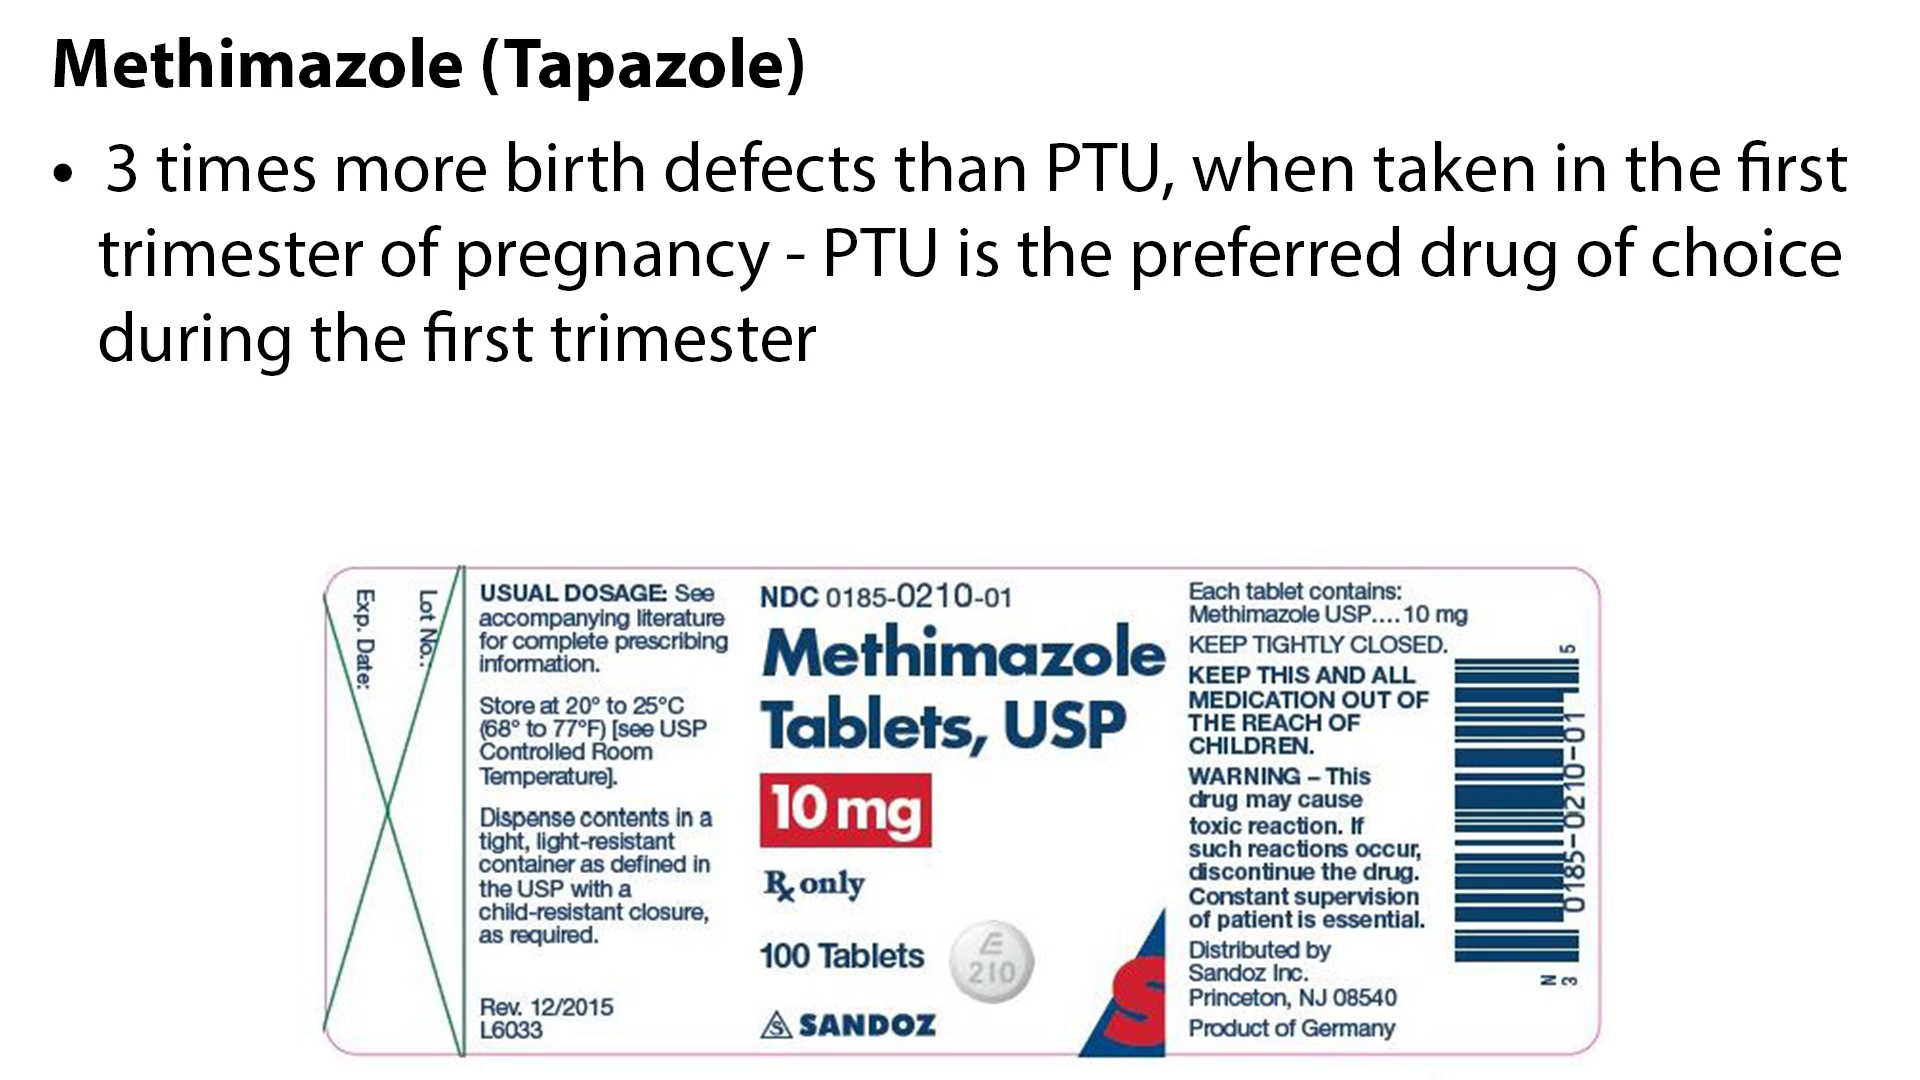 Methimazole (Tapazole)
• 3 times more birth defects than PTU, when taken in the first
trimester of pregnancy - PTU is the preferred drug of choice
during the first trimester
Lot No.:
Exp. Date:
USUAL DOSAGE: See
accompanying literature
for complete prescribing
information.
Store at 20° to 25°C
(68° to 77°F) [see USP
Controlled Room
Temperature].
Dispense contents in a
tight, light-resistant
container as defined in
the USP with a
child-resistant closure,
as required.
Rev. 12/2015
L6033
NDC 0185-0210-01
Methimazole
Tablets, USP
10 mg
Rx only
100 Tablets
E
210
S SANDOZ
S
Each tablet contains:
Methimazole USP....10 mg
KEEP TIGHTLY CLOSED.
KEEP THIS AND ALL
MEDICATION OUT OF
THE REACH OF
CHILDREN.
WARNING – This
drug may cause
toxic reaction. If
such reactions occur,
discontinue the drug.
Constant supervision
of patient is essential.
Distributed by
Sandoz Inc.
Princeton, NJ 08540
Product of Germany
N
3
0185-0210-01
5